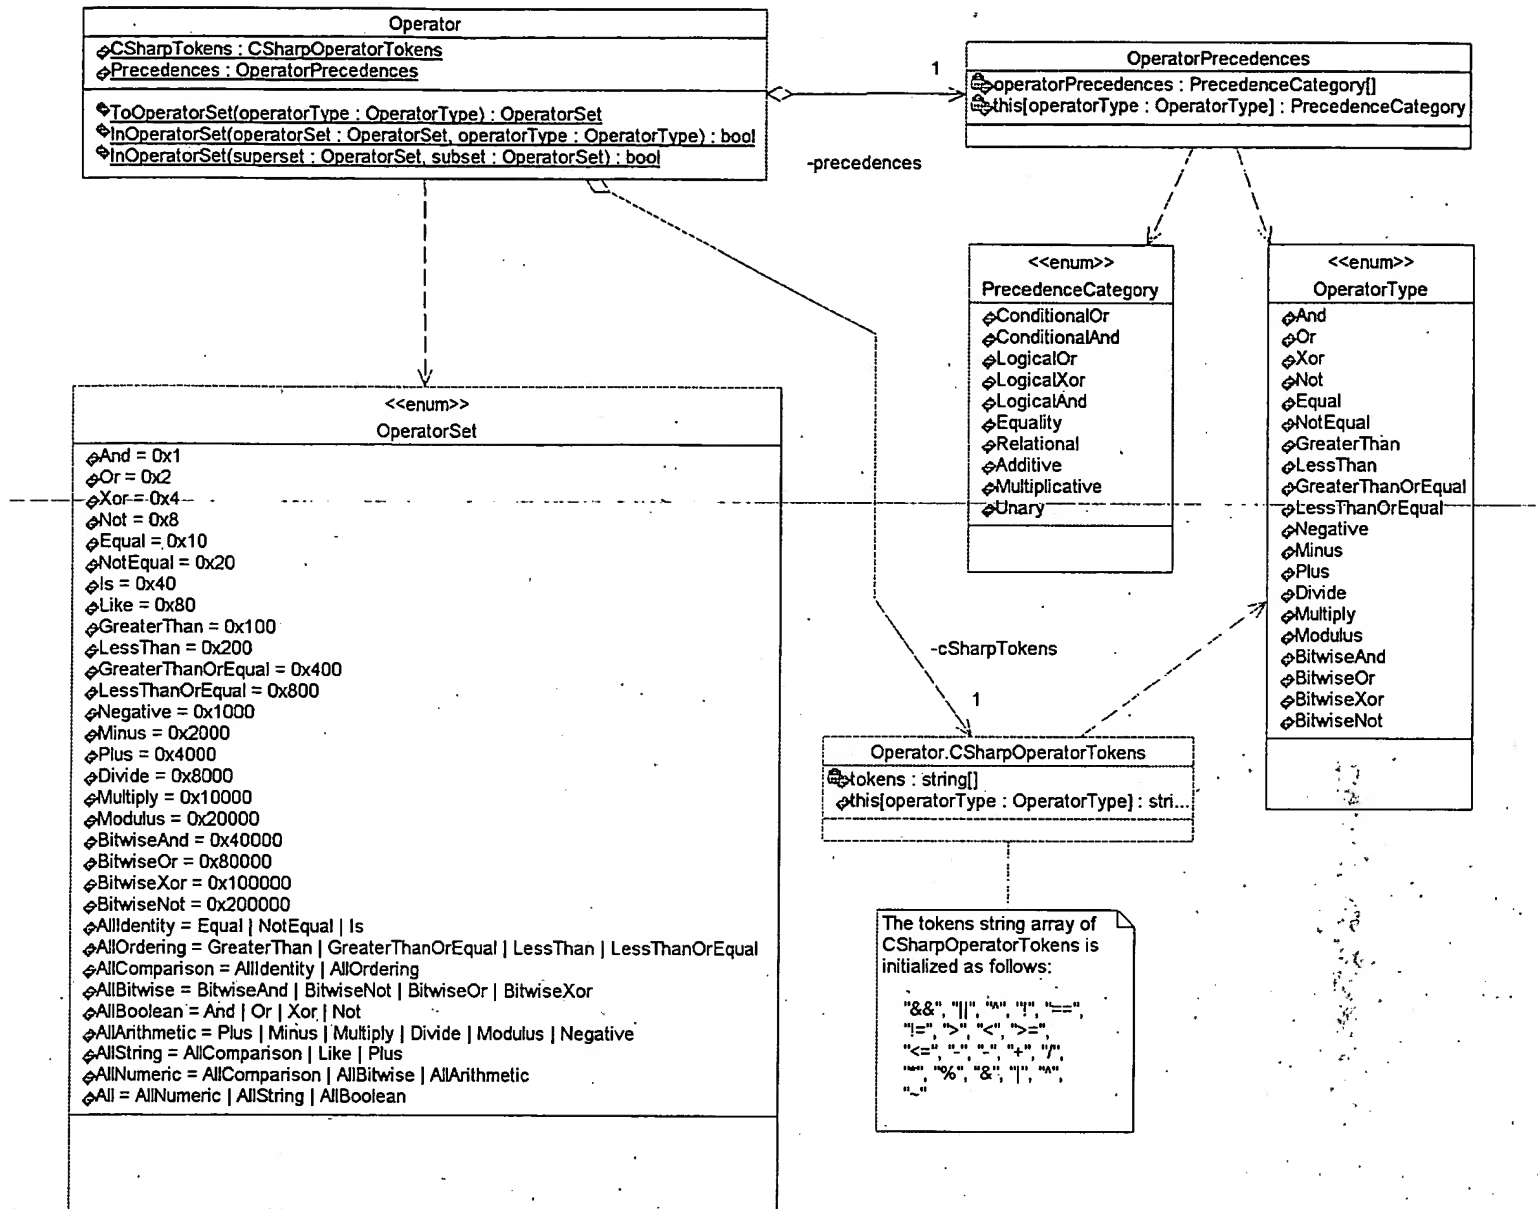 Operator
CSharpTokens : CSharpOperatorTokens
Precedences : OperatorPrecedences
ToOperatorSet(operatorType : OperatorType) : OperatorSet
InOperatorSet(operatorSet : OperatorSet, operatorType : OperatorType) : bool
InOperatorSet(superset : OperatorSet, subset : OperatorSet) : bool
1
-precedences
OperatorPrecedences
operatorPrecedences : PrecedenceCategory[]
this[operatorType : OperatorType] : PrecedenceCategory
<<enum>>
PrecedenceCategory
ConditionalOr
ConditionalAnd
LogicalOr
LogicalXor
LogicalAnd
Equality
Relational
Additive
Multiplicative
Unary
<<enum>>
OperatorType
And
Or
Xor
Not
Equal
NotEqual
GreaterThan
LessThan
GreaterThanOrEqual
LessThanOrEqual
Negative
Minus
Plus
Divide
Multiply
Modulus
BitwiseAnd
BitwiseOr
BitwiseXor
BitwiseNot
<<enum>>
OperatorSet
And = 0x1
Or = 0x2
Xor = 0x4
Not = 0x8
Equal = 0x10
NotEqual = 0x20
Is = 0x40
Like = 0x80
GreaterThan = 0x100
LessThan = 0x200
GreaterThanOrEqual = 0x400
LessThanOrEqual = 0x800
Negative = 0x1000
Minus = 0x2000
Plus = 0x4000
Divide = 0x8000
Multiply = 0x10000
Modulus = 0x20000
BitwiseAnd = 0x40000
BitwiseOr = 0x80000
BitwiseXor = 0x100000
BitwiseNot = 0x200000
AllIdentity = Equal | NotEqual | Is
AllOrdering = GreaterThan | GreaterThanOrEqual | LessThan | LessThanOrEqual
AllComparison = AllIdentity | AllOrdering
AllBitwise = BitwiseAnd | BitwiseNot | BitwiseOr | BitwiseXor
AllBoolean = And | Or | Xor | Not
AllArithmetic = Plus | Minus | Multiply | Divide | Modulus | Negative
AllString = AllComparison | Like | Plus
AllNumeric = AllComparison | AllBitwise | AllArithmetic
All = AllNumeric | AllString | AllBoolean
-cSharpTokens
1
Operator.CSharpOperatorTokens
tokens : string[]
this[operatorType : OperatorType] : stri...
The tokens string array of
CSharpOperatorTokens is
initialized as follows:
"&&", "||", "^", "!", "==",
"!=", ">", "<", ">=",
"<=", "-", "-", "+", "/",
"*", "%", "&", "|", "^",
"~"